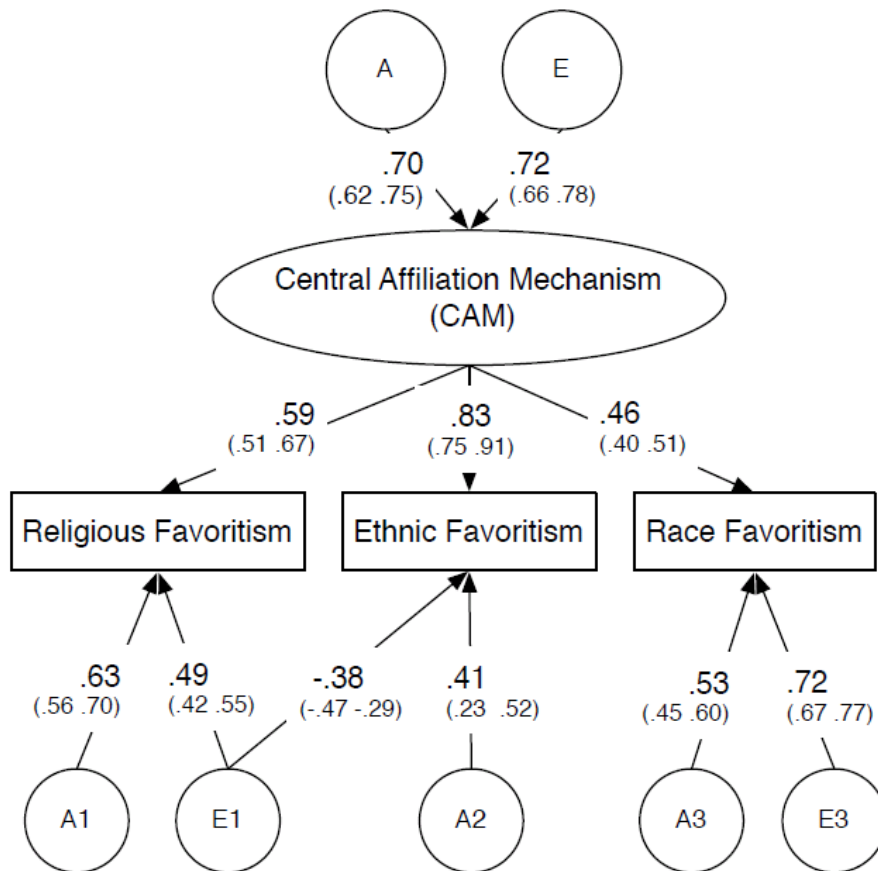 A
E
.70
(.62 .75)
.72
(.66 .78)
Central Affiliation Mechanism
(CAM)
.59
(.51 .67)
.83
(.75 .91)
.46
(.40 .51)
Religious Favoritism
Ethnic Favoritism
Race Favoritism
.63
(.56 .70)
.49
(.42 .55)
-.38
(-.47 -.29)
.41
(.23 .52)
.53
(.45 .60)
.72
(.67 .77)
A1
E1
A2
A3
E3